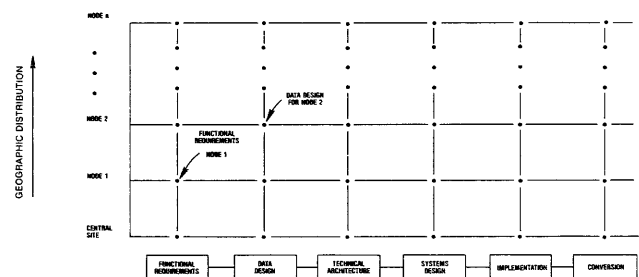 NODE n
GEOGRAPHIC DISTRIBUTION
DATA DESIGN
FOR NODE 2
NODE 2
FUNCTIONAL
REQUIREMENTS
NODE 1
NODE 1
CENTRAL
SITE
FUNCTIONAL
REQUIREMENTS
DATA
DESIGN
TECHNICAL
ARCHITECTURE
SYSTEMS
DESIGN
IMPLEMENTATION
CONVERSION